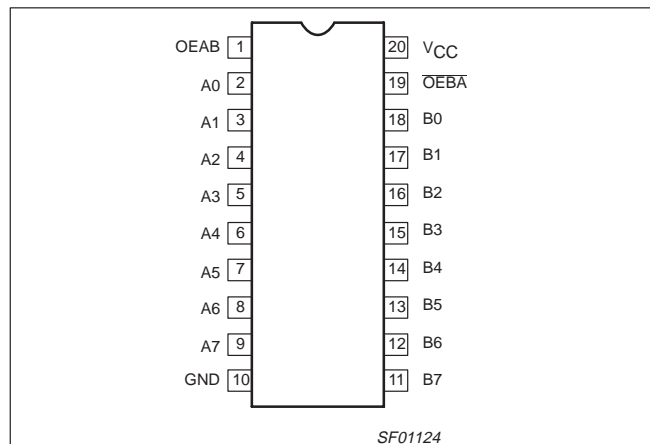 OEAB 1 20 VCC
A0 2 19 O̅E̅B̅A̅
A1 3 18 B0
A2 4 17 B1
A3 5 16 B2
A4 6 15 B3
A5 7 14 B4
A6 8 13 B5
A7 9 12 B6
GND 10 11 B7
SF01124